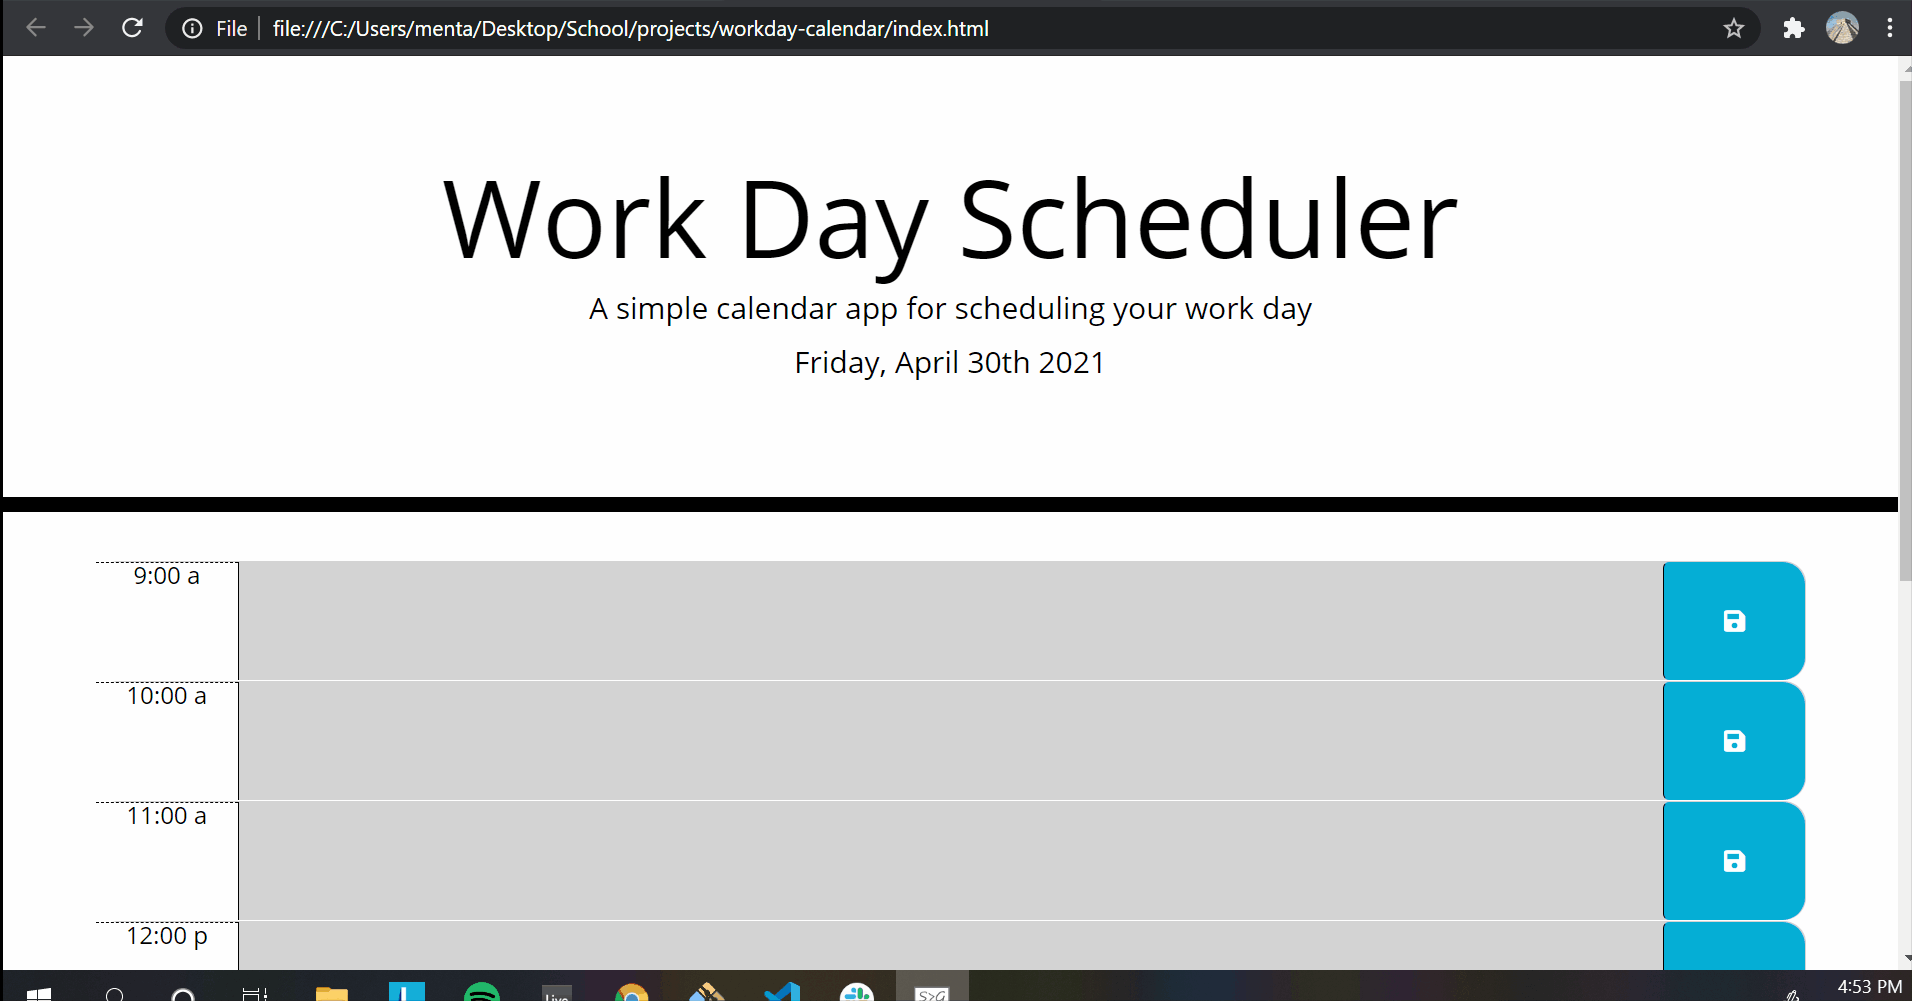 File file:///C:/Users/menta/Desktop/School/projects/workday-calendar/index.html
Work Day Scheduler
A simple calendar app for scheduling your work day
Friday, April 30th 2021
9:00 a
10:00 a
11:00 a
12:00 p
L Live S>G 4:53 PM